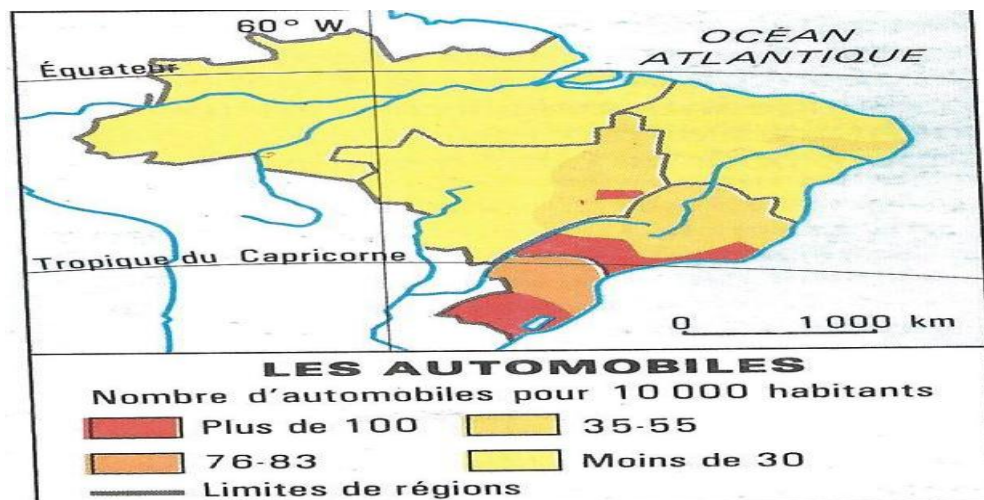 60° W
OCÉAN
ATLANTIQUE
Équateur
Tropique du Capricorne
0 1 000 km
LES AUTOMOBILES
Nombre d'automobiles pour 10 000 habitants
Plus de 100
35-55
76-83
Moins de 30
Limites de régions